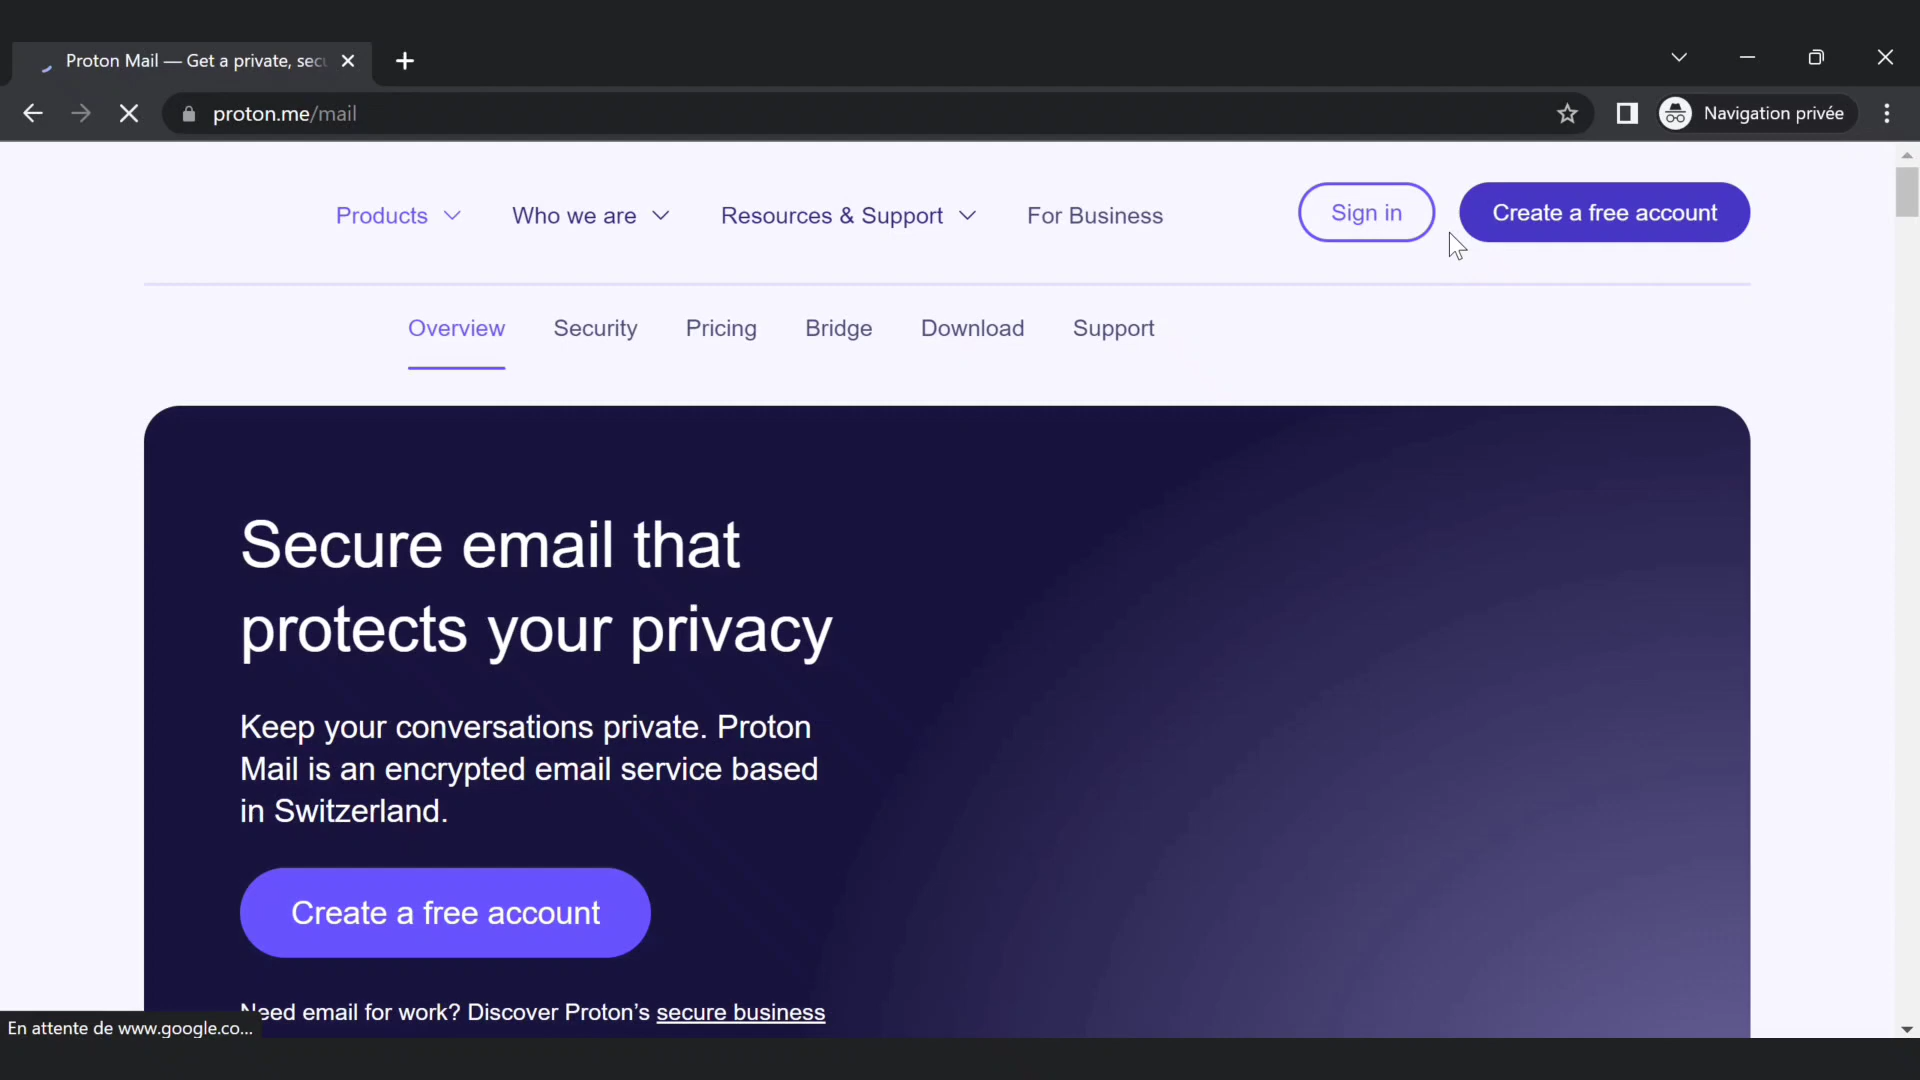 Proton Mail — Get a private, secu
proton.me/mail
Navigation privée
Products
Who we are
Resources & Support
For Business
Sign in
Create a free account
Overview
Security
Pricing
Bridge
Download
Support
Secure email that
protects your privacy
Keep your conversations private. Proton
Mail is an encrypted email service based
in Switzerland.
Create a free account
Need email for work? Discover Proton's secure business
En attente de www.google.co...